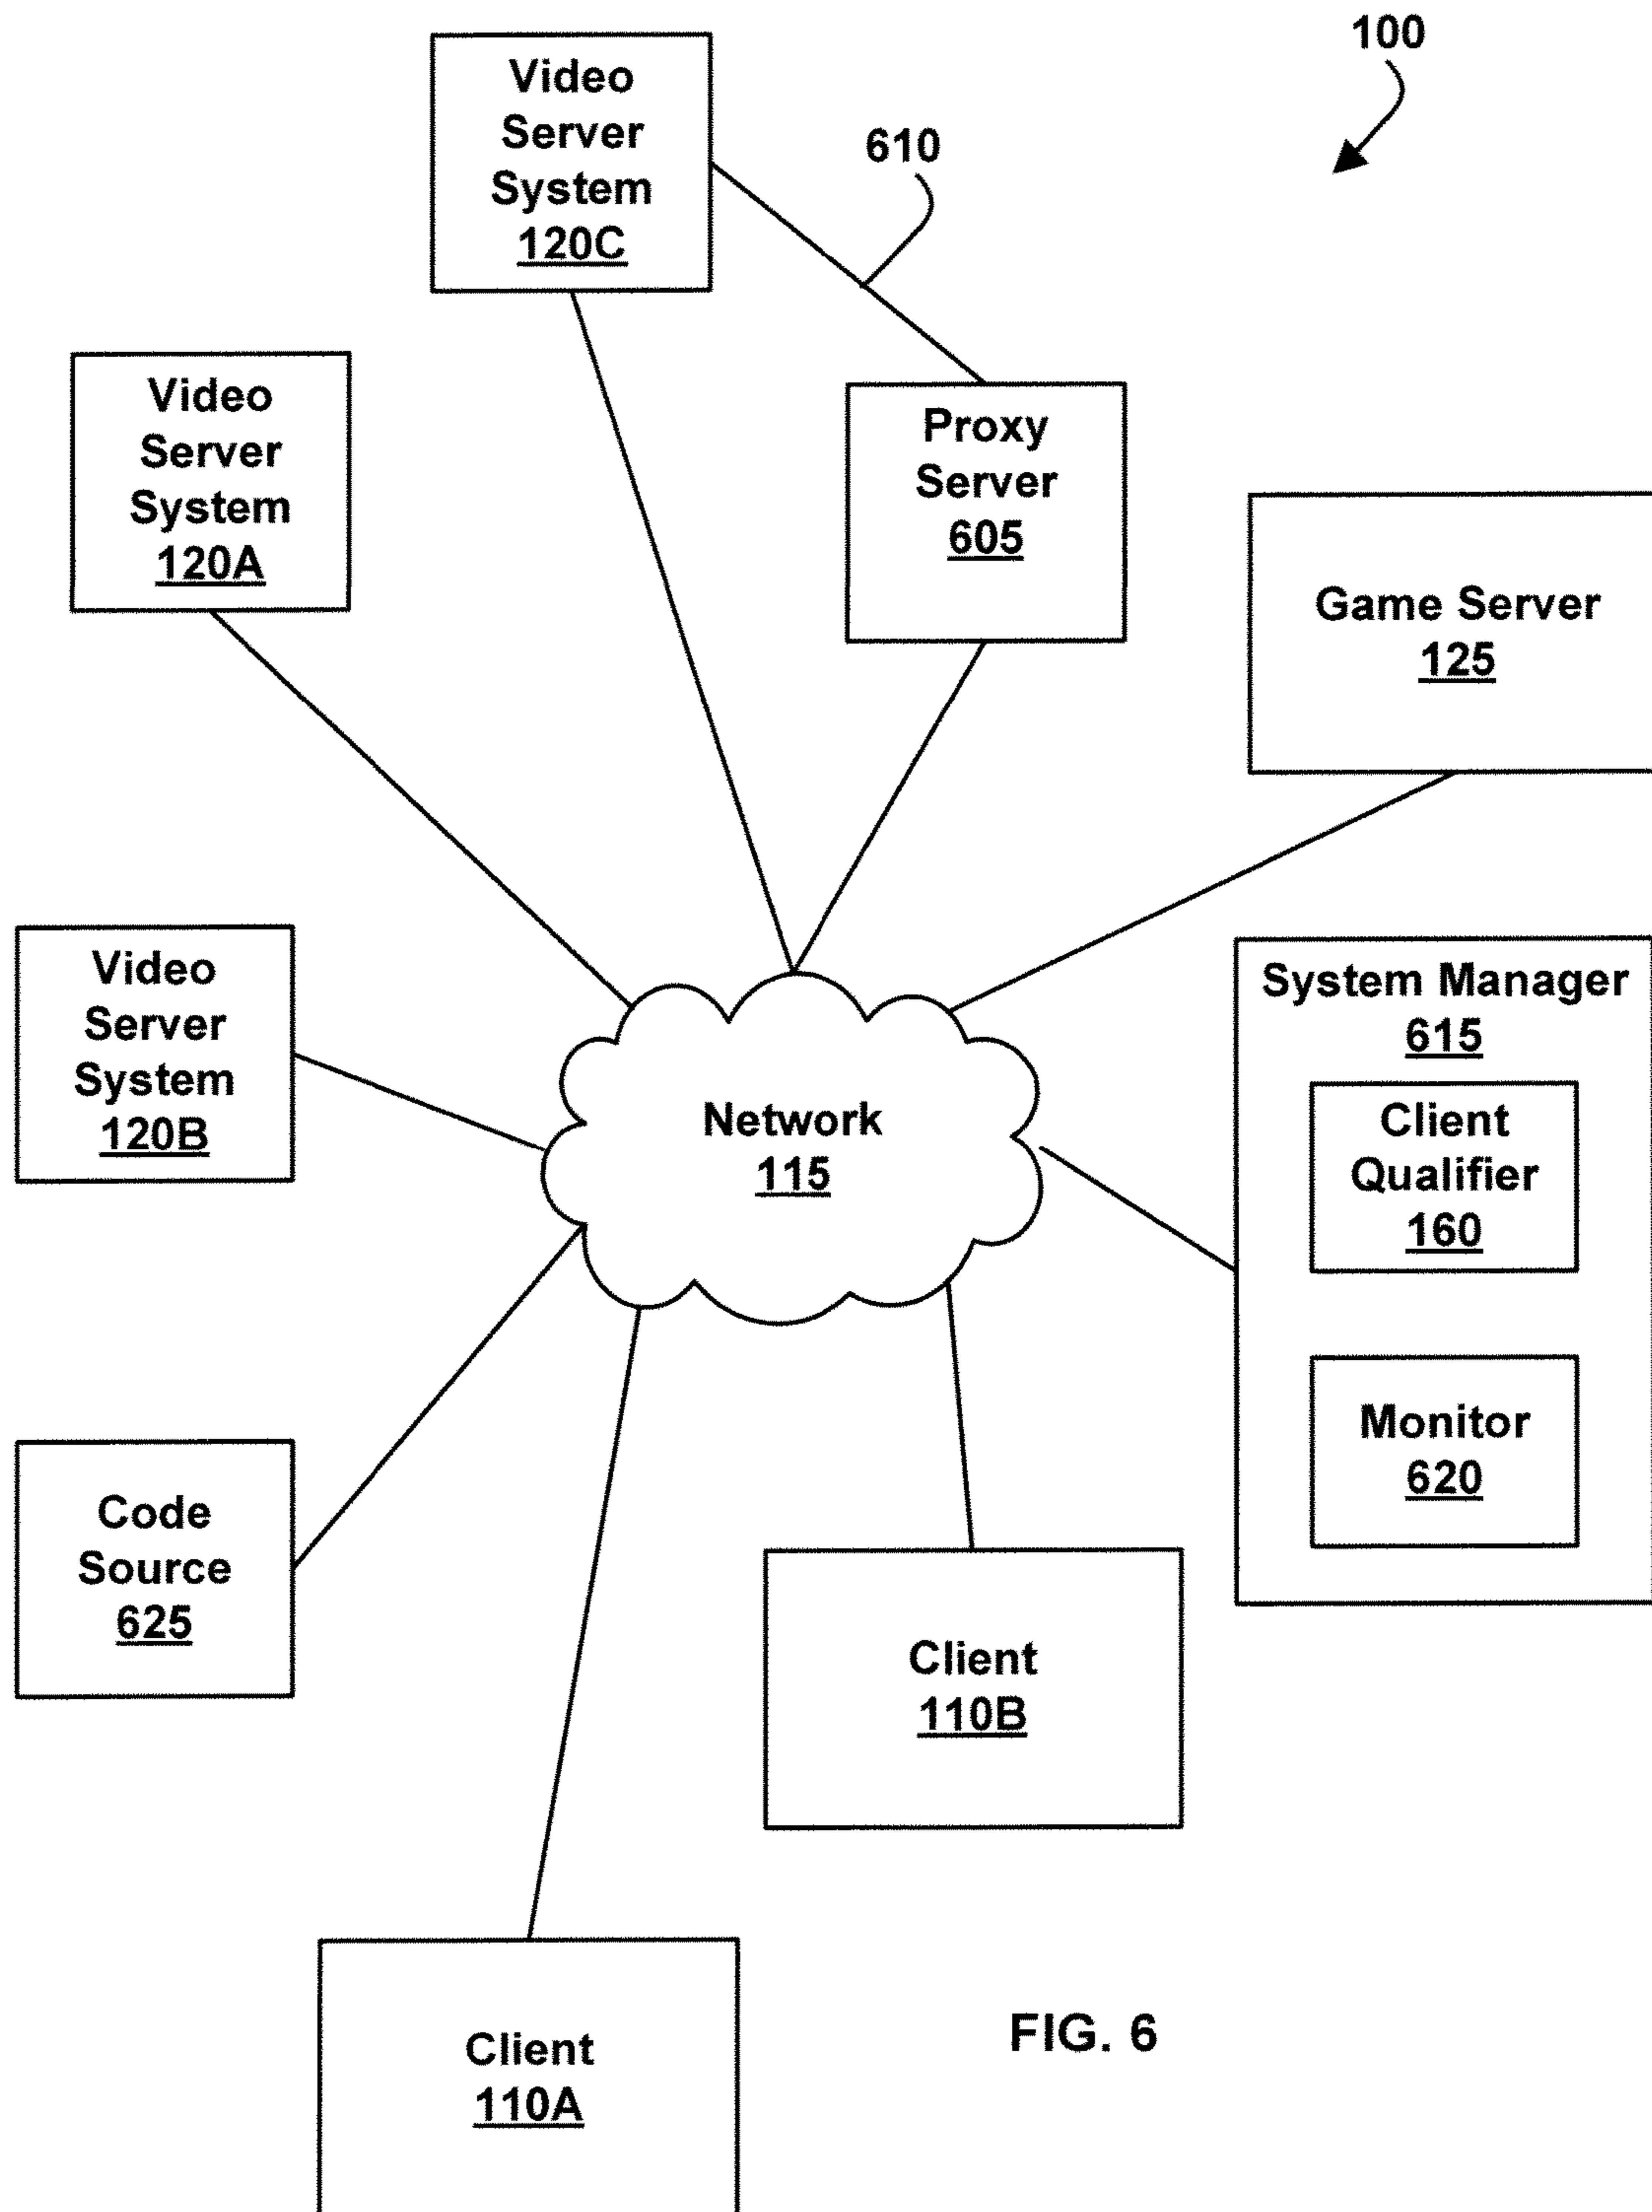 100
Video
Server
System
120C
610
Video
Server
System
120A
Proxy
Server
605
Game Server
125
Video
Server
System
120B
System Manager
615
Client
Qualifier
160
Network
115
Monitor
620
Code
Source
625
Client
110B
Client
110A
FIG. 6